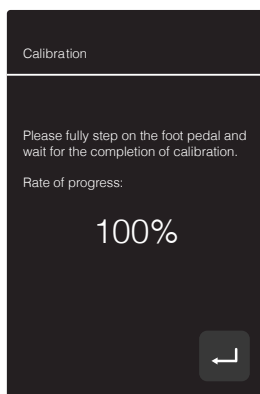 Calibration
Please fully step on the foot pedal and
wait for the completion of calibration.
Rate of progress:
100%